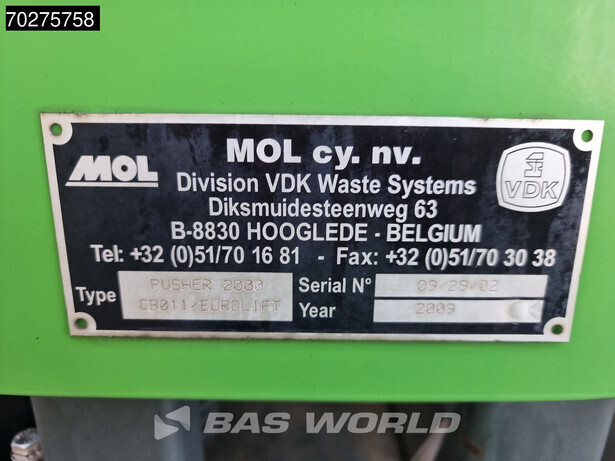 70275758
MOL MOL cy. nv. VDK
Division VDK Waste Systems
Diksmuidesteenweg 63
B-8830 HOOGLEDE - BELGIUM
Tel: +32 (0)51/70 16 81 - Fax: +32 (0)51/70 30 38
Type PUSHER 2000 Serial N° 09/29/02
C8011/EUROLIFT Year 2009
BAS WORLD